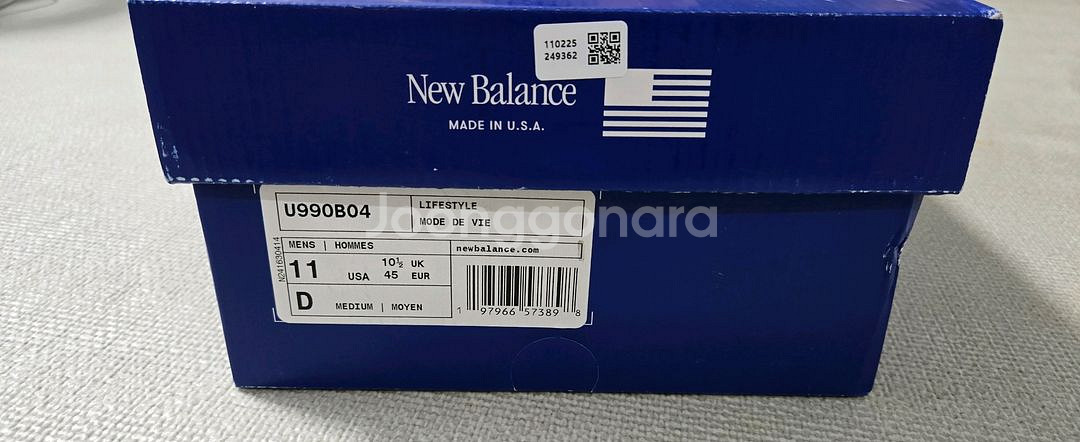 110225
249362
New Balance
MADE IN U.S.A.
Joonggonara
U990B04
LIFESTYLE
MODE DE VIE
N241630414
MENS | HOMMES
newbalance.com
11 USA
10½ UK
45 EUR
D MEDIUM | MOYEN
1 97966 57389 8